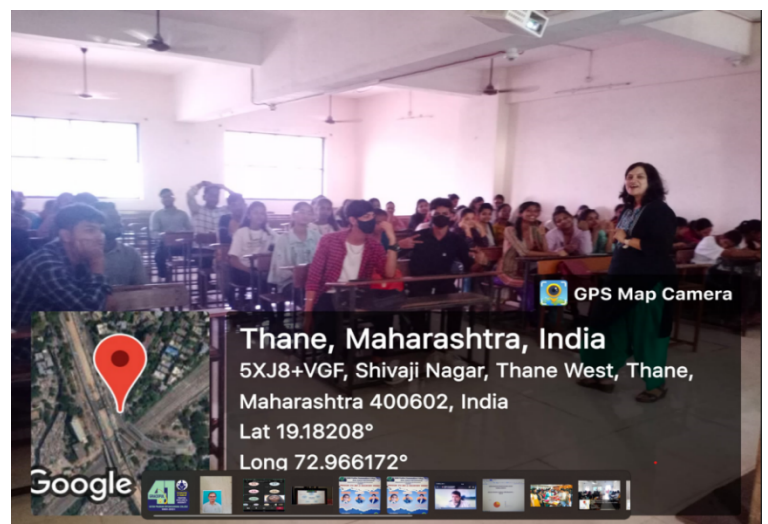 GPS Map Camera
Thane, Maharashtra, India
5XJ8+VGF, Shivaji Nagar, Thane West, Thane,
Maharashtra 400602, India
Lat 19.18208°
Long 72.966172°
Google
41